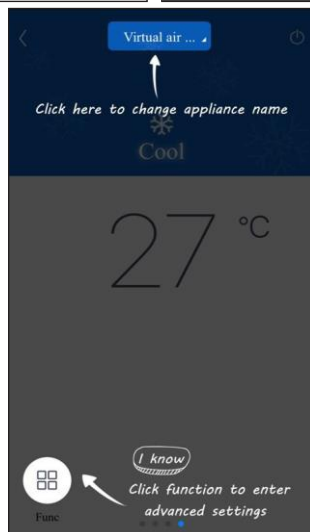 Virtual air ...
Click here to change appliance name
Cool
27 °C
I know
Click function to enter
advanced settings
Func